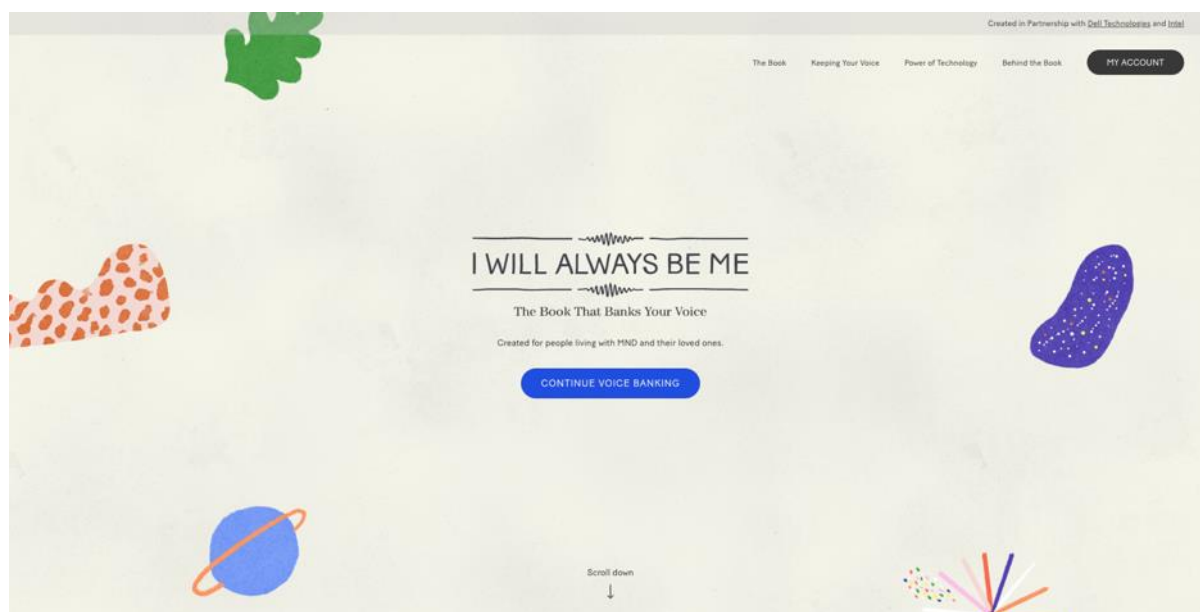 Created in Partnership with Dell Technologies and Intel
The Book Keeping Your Voice Power of Technology Behind the Book MY ACCOUNT
I WILL ALWAYS BE ME
The Book That Banks Your Voice
Created for people living with MND and their loved ones.
CONTINUE VOICE BANKING
Scroll down